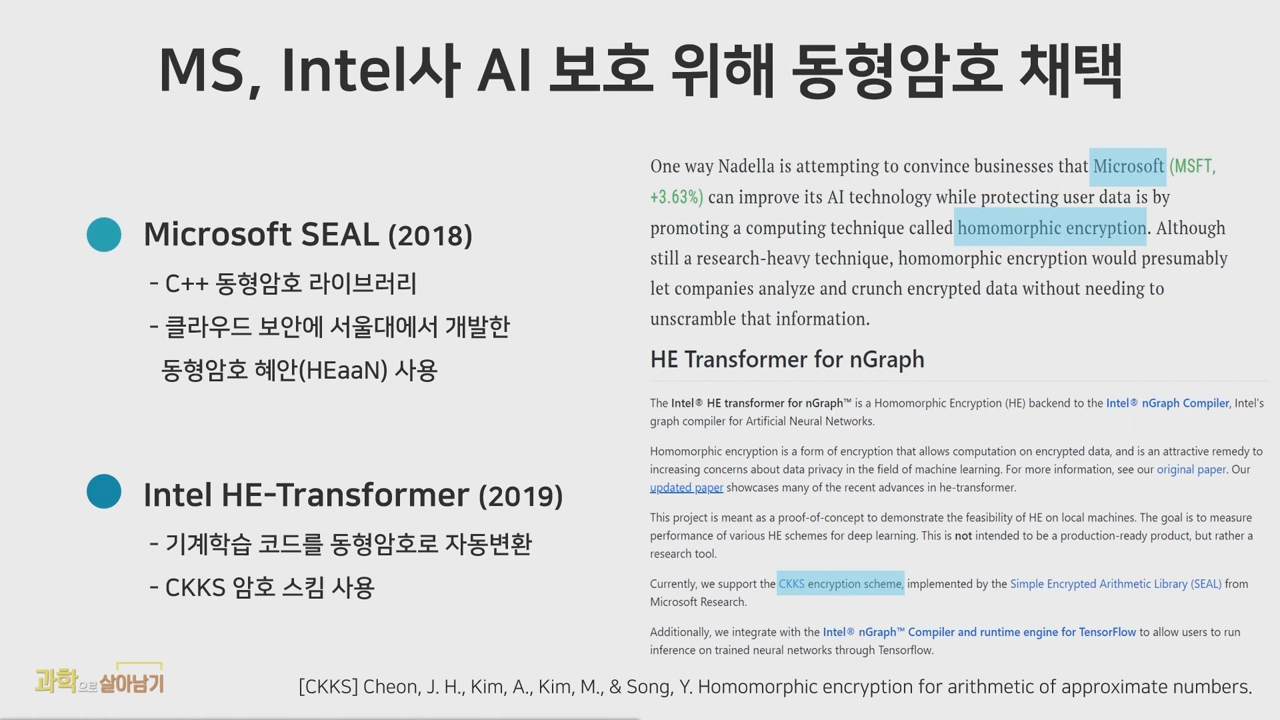 MS, Intel사 AI 보호 위해 동형암호 채택
Microsoft SEAL (2018)
- C++ 동형암호 라이브러리
- 클라우드 보안에 서울대에서 개발한
동형암호 혜안(HEaaN) 사용
Intel HE-Transformer (2019)
- 기계학습 코드를 동형암호로 자동변환
- CKKS 암호 스킴 사용
One way Nadella is attempting to convince businesses that Microsoft (MSFT,
+3.63%) can improve its AI technology while protecting user data is by
promoting a computing technique called homomorphic encryption. Although
still a research-heavy technique, homomorphic encryption would presumably
let companies analyze and crunch encrypted data without needing to
unscramble that information.
HE Transformer for nGraph
The Intel® HE transformer for nGraph™ is a Homomorphic Encryption (HE) backend to the Intel® nGraph Compiler, Intel's
graph compiler for Artificial Neural Networks.
Homomorphic encryption is a form of encryption that allows computation on encrypted data, and is an attractive remedy to
increasing concerns about data privacy in the field of machine learning. For more information, see our original paper. Our
updated paper showcases many of the recent advances in he-transformer.
This project is meant as a proof-of-concept to demonstrate the feasibility of HE on local machines. The goal is to measure
performance of various HE schemes for deep learning. This is not intended to be a production-ready product, but rather a
research tool.
Currently, we support the CKKS encryption scheme, implemented by the Simple Encrypted Arithmetic Library (SEAL) from
Microsoft Research.
Additionally, we integrate with the Intel® nGraph™ Compiler and runtime engine for TensorFlow to allow users to run
inference on trained neural networks through Tensorflow.
과학으로 살아남기
[CKKS] Cheon, J. H., Kim, A., Kim, M., & Song, Y. Homomorphic encryption for arithmetic of approximate numbers.